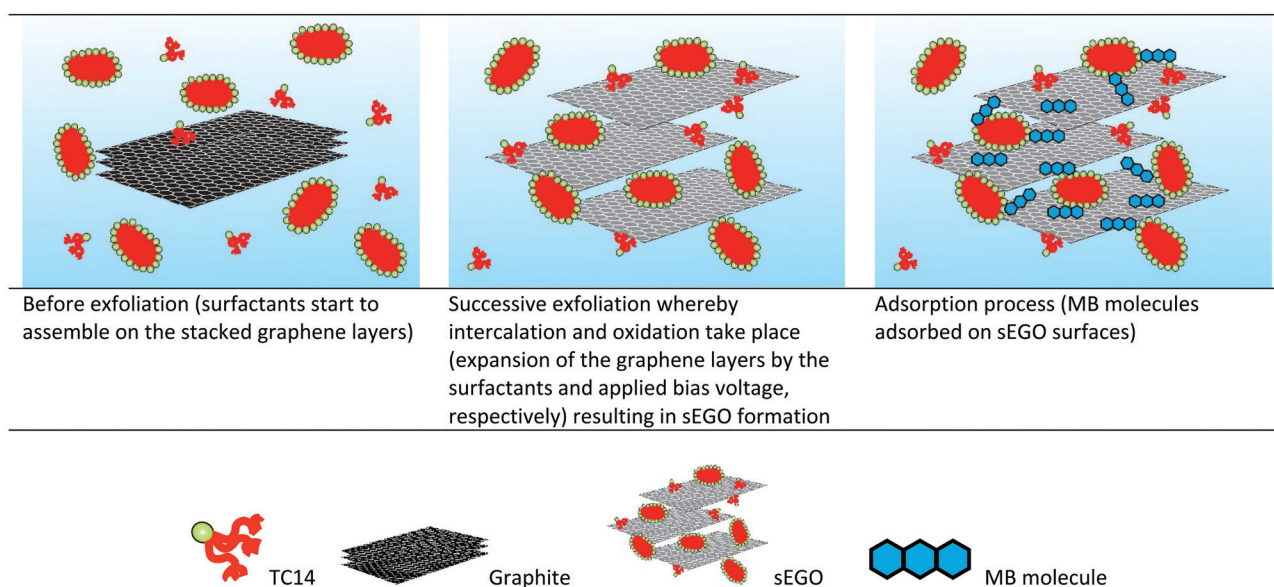 Before exfoliation (surfactants start to
assemble on the stacked graphene layers)
Successive exfoliation whereby
intercalation and oxidation take place
(expansion of the graphene layers by the
surfactants and applied bias voltage,
respectively) resulting in sEGO formation
Adsorption process (MB molecules
adsorbed on sEGO surfaces)
TC14
Graphite
sEGO
MB molecule